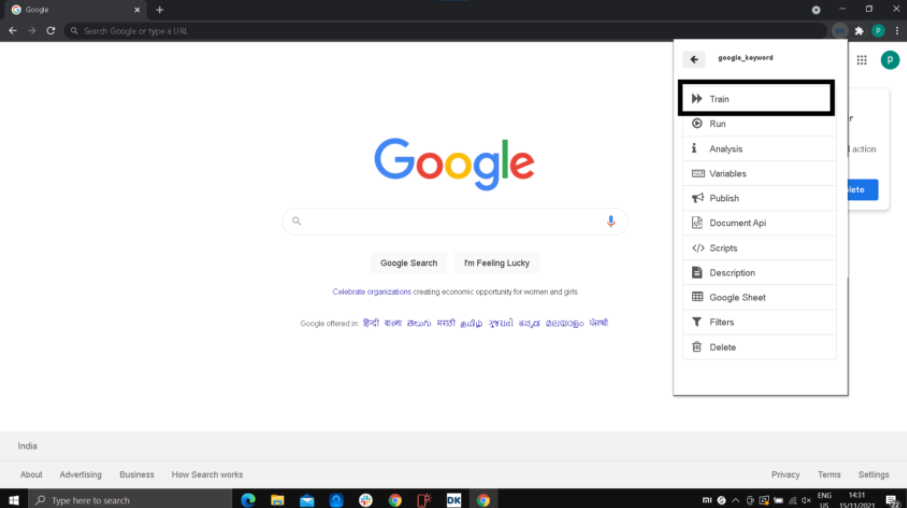 Google
Search Google or type a URL
google_keyword
P
P
Train
Run
Analysis
Variables
Publish
Document Api
Scripts
Description
Google Sheet
Filters
Delete
r
action
lete
Google
Google Search
I'm Feeling Lucky
Celebrate organizations creating economic opportunity for women and girls
Google offered in: हिन्दी বাংলা తెలుగు मराठी தமிழ் ગુજરાતી ಕನ್ನಡ മലയാളം ਪੰਜਾਬੀ
India
About Advertising Business How Search works Privacy Terms Settings
Type here to search
DK
ENG
US
14:31
15/11/2021
22